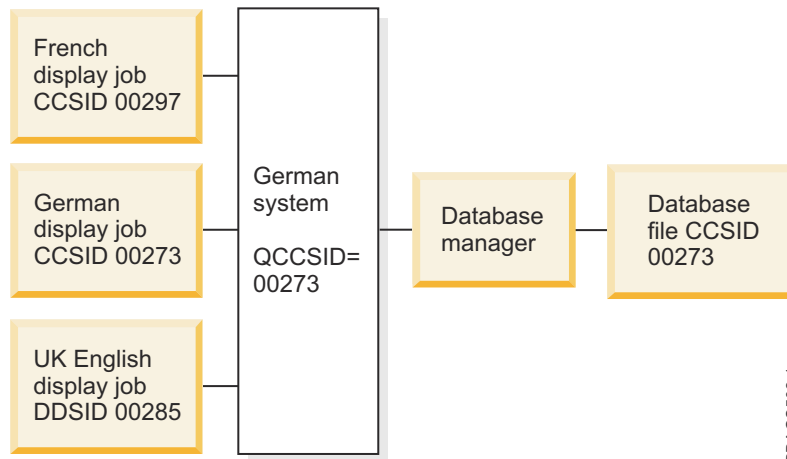 French
display job
CCSID 00297
German
display job
CCSID 00273
UK English
display job
DDSID 00285
German
system
QCCSID=
00273
Database
manager
Database
file CCSID
00273